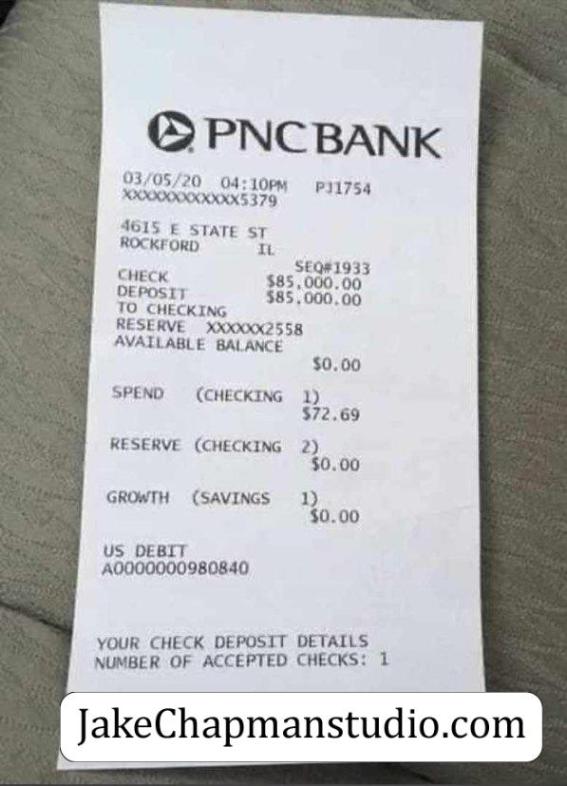 PNC BANK
03/05/20 04:10PM PJ1754
XXXXXXXXXXXX5379
4615 E STATE ST
ROCKFORD IL
SEQ#1933
CHECK $85,000.00
DEPOSIT $85,000.00
TO CHECKING
RESERVE XXXXXX2558
AVAILABLE BALANCE
$0.00
SPEND (CHECKING 1)
$72.69
RESERVE (CHECKING 2)
$0.00
GROWTH (SAVINGS 1)
$0.00
US DEBIT
A0000000980840
YOUR CHECK DEPOSIT DETAILS
NUMBER OF ACCEPTED CHECKS: 1
JakeChapmanstudio.com